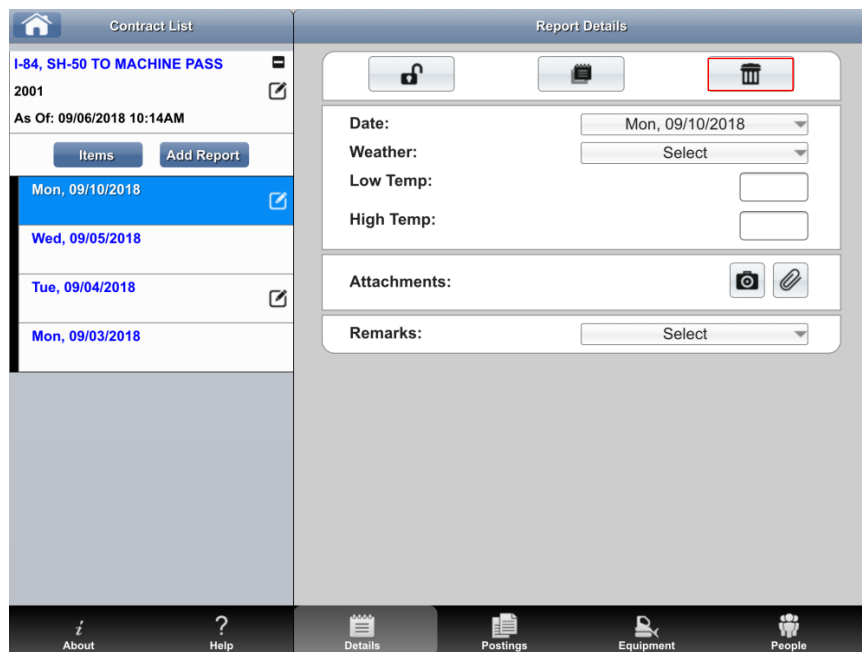 Contract List
I-84, SH-50 TO MACHINE PASS
2001
As Of: 09/06/2018 10:14AM
Items
Add Report
Mon, 09/10/2018
Wed, 09/05/2018
Tue, 09/04/2018
Mon, 09/03/2018
Report Details
Date: Mon, 09/10/2018
Weather: Select
Low Temp:
High Temp:
Attachments:
Remarks: Select
About
Help
Details
Postings
Equipment
People